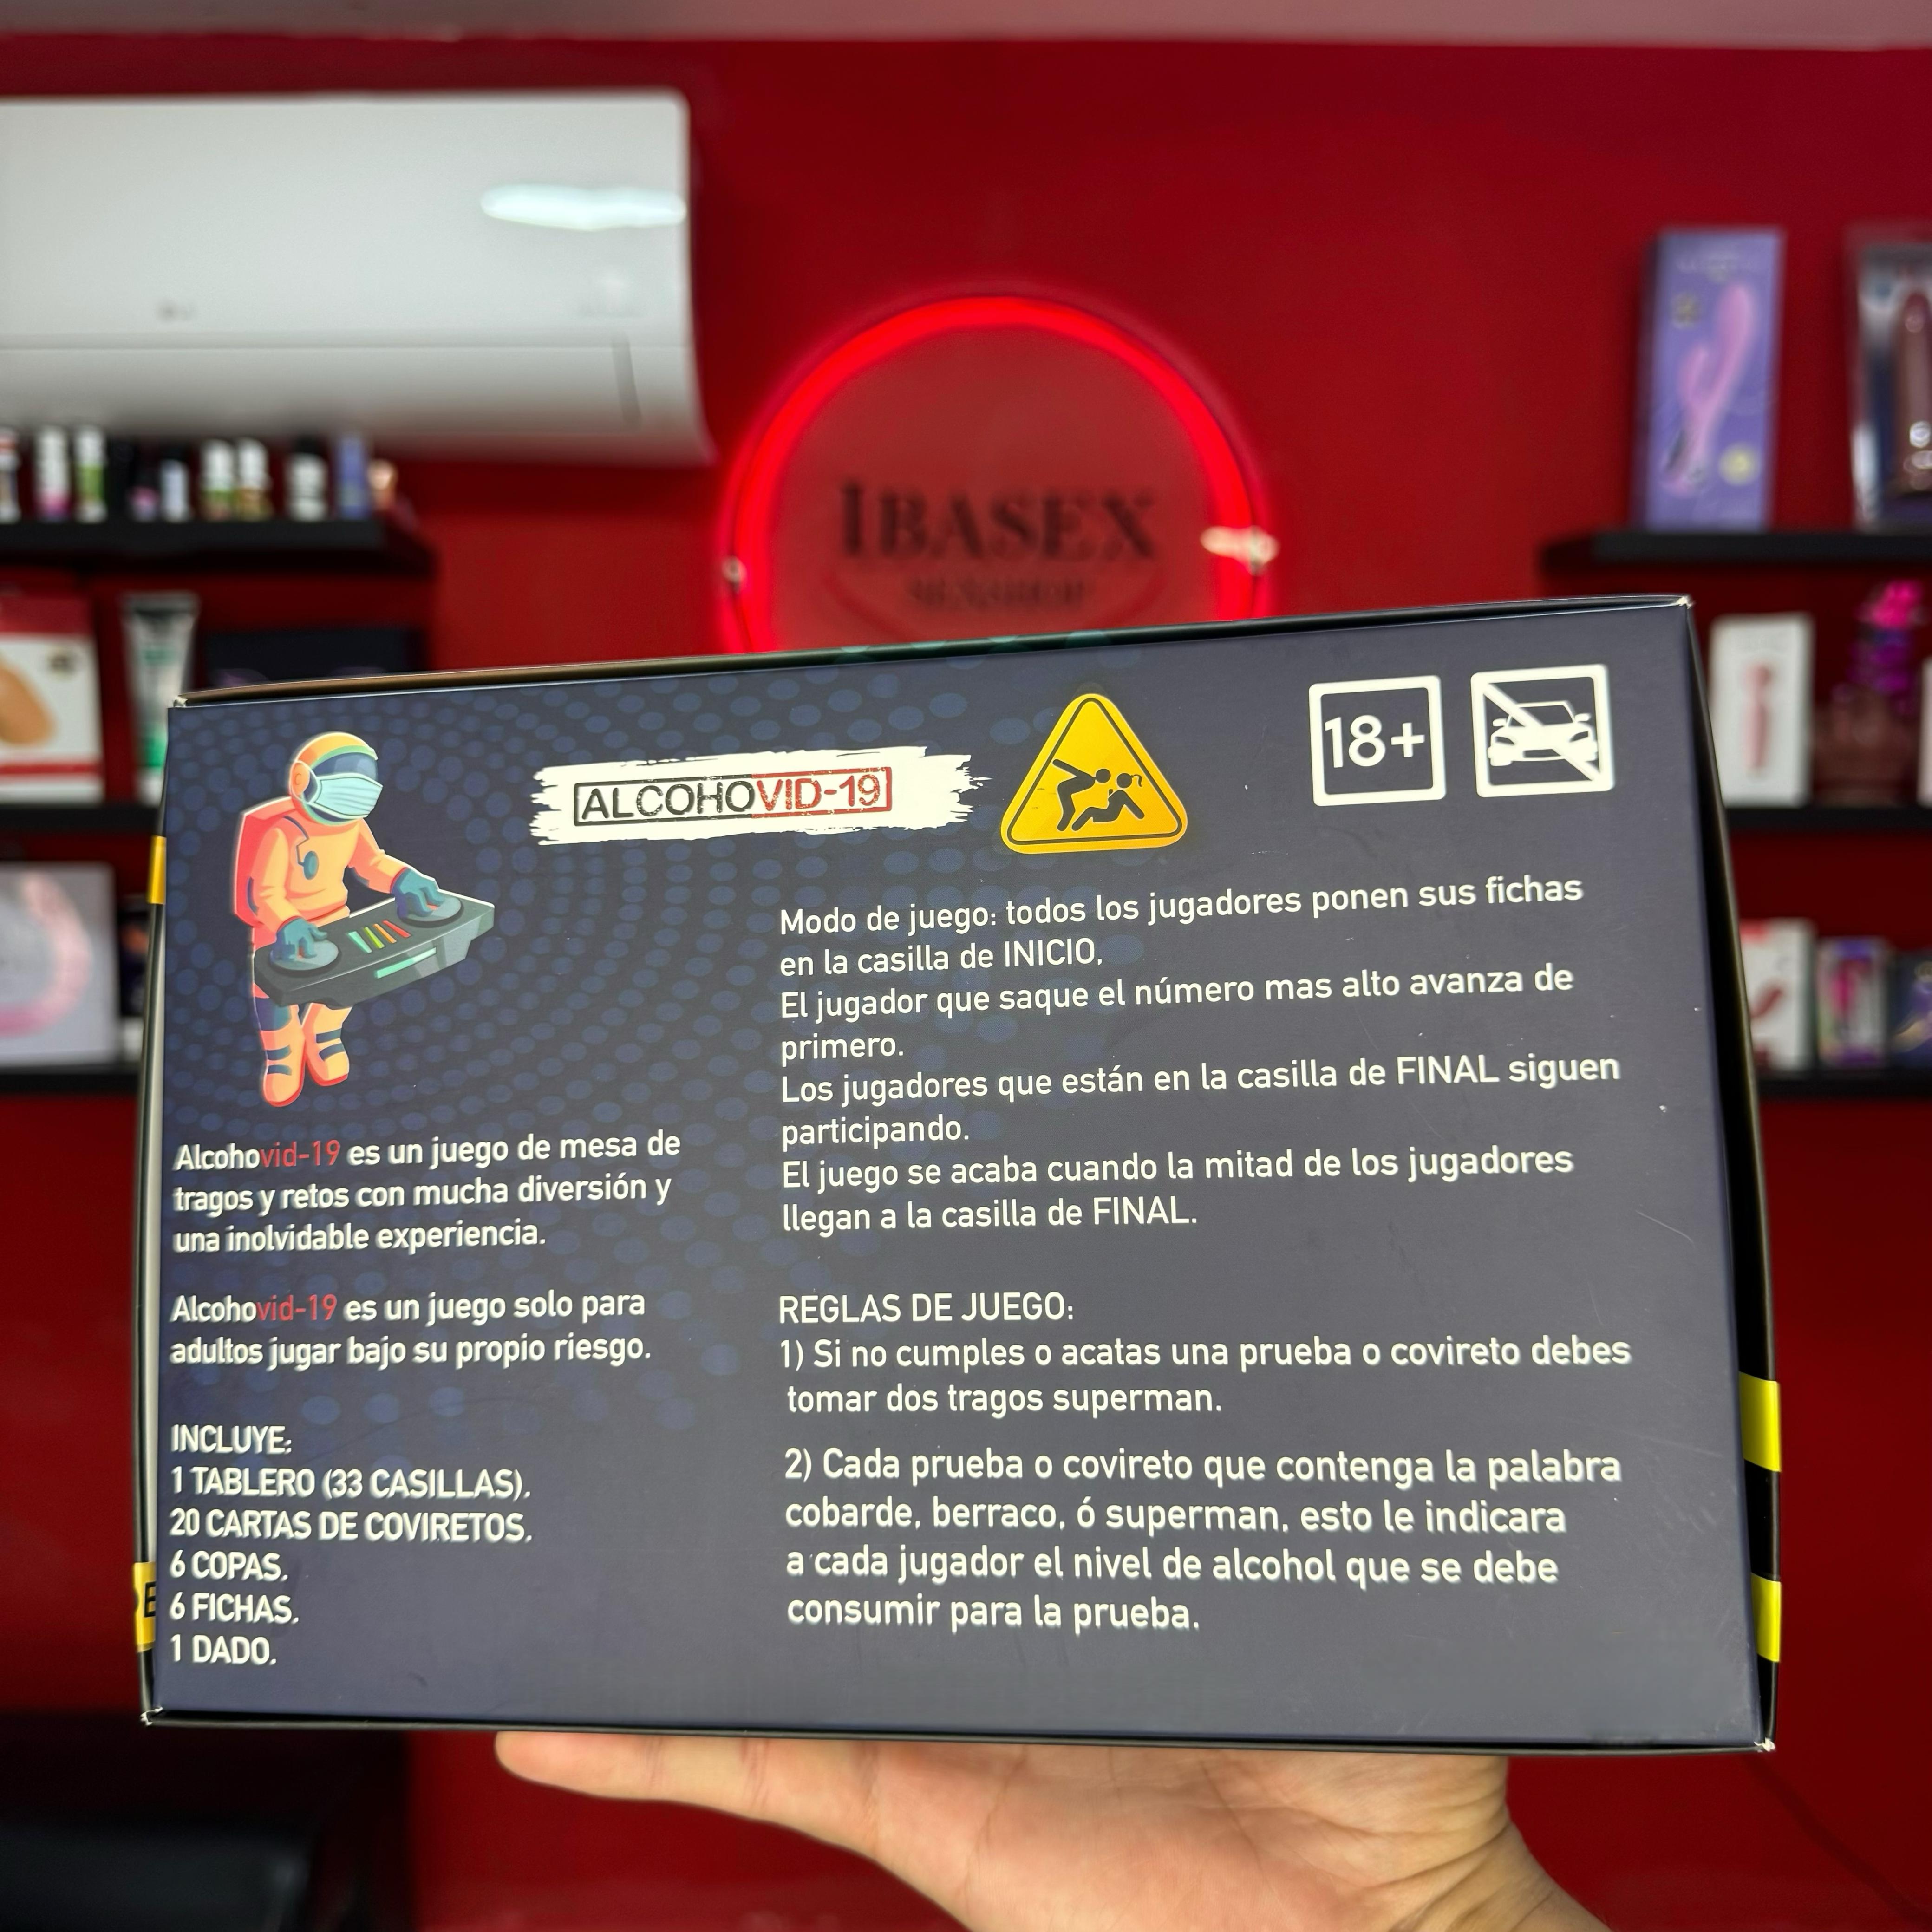 IBASEX
SEXSHOP
ALCOHOVID-19
18+
Alcohovid-19 es un juego de mesa de
tragos y retos con mucha diversión y
una inolvidable experiencia.
Alcohovid-19 es un juego solo para
adultos jugar bajo su propio riesgo.
INCLUYE:
1 TABLERO (33 CASILLAS).
20 CARTAS DE COVIRETOS.
6 COPAS.
6 FICHAS.
1 DADO.
Modo de juego: todos los jugadores ponen sus fichas
en la casilla de INICIO,
El jugador que saque el número mas alto avanza de
primero.
Los jugadores que están en la casilla de FINAL siguen
participando.
El juego se acaba cuando la mitad de los jugadores
llegan a la casilla de FINAL.
REGLAS DE JUEGO:
1) Si no cumples o acatas una prueba o covireto debes
tomar dos tragos superman.
2) Cada prueba o covireto que contenga la palabra
cobarde, berraco, ó superman, esto le indicara
a cada jugador el nivel de alcohol que se debe
consumir para la prueba.